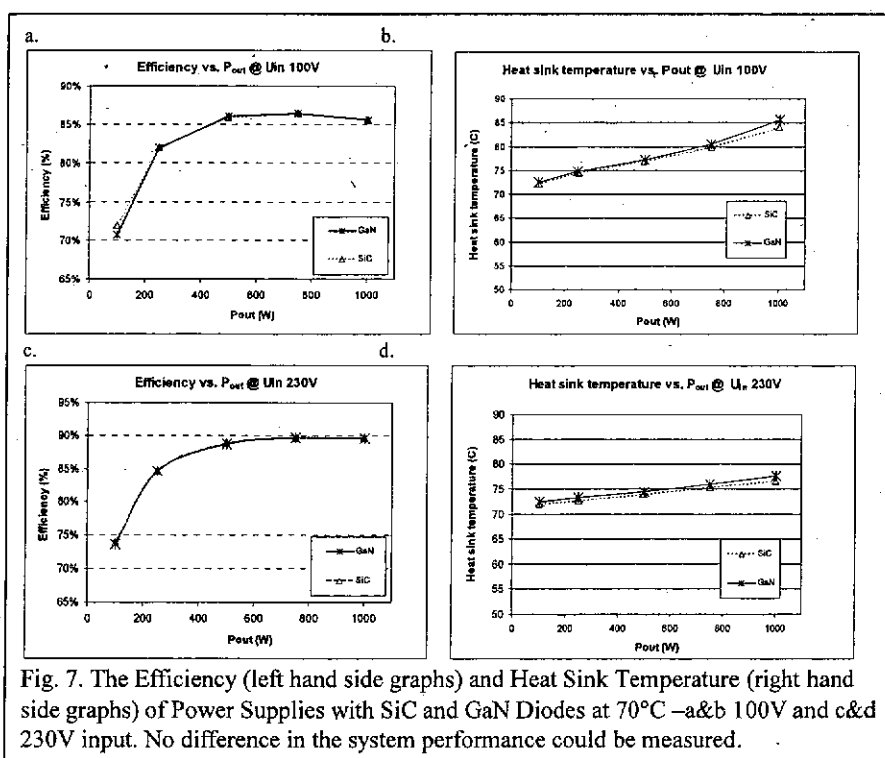 a.
b.
Efficiency vs. Pout @ Uin 100V
90%
85%
80%
75%
70%
65%
Efficiency (%)
0 200 400 600 800 1000
Pout (W)
GaN
SiC
Heat sink temperature vs, Pout @ Uin 100V
90
85
80
75
70
65
60
55
50
Heat sink temperature (C)
0 200 400 600 800 1000
Pout (W)
SiC
GaN
c.
d.
Efficiency vs. Pout @ Uin 230V
95%
90%
85%
80%
75%
70%
65%
Efficiency (%)
0 200 400 600 800 1000
Pout (W)
GaN
SiC
Heat sink temperature vs. Pout @ Uin 230V
90
85
80
75
70
65
60
55
50
Heat sink temperature (C)
0 200 400 600 800 1000
Pout (W)
SiC
GaN
Fig. 7. The Efficiency (left hand side graphs) and Heat Sink Temperature (right hand
side graphs) of Power Supplies with SiC and GaN Diodes at 70°C –a&b 100V and c&d
230V input. No difference in the system performance could be measured.